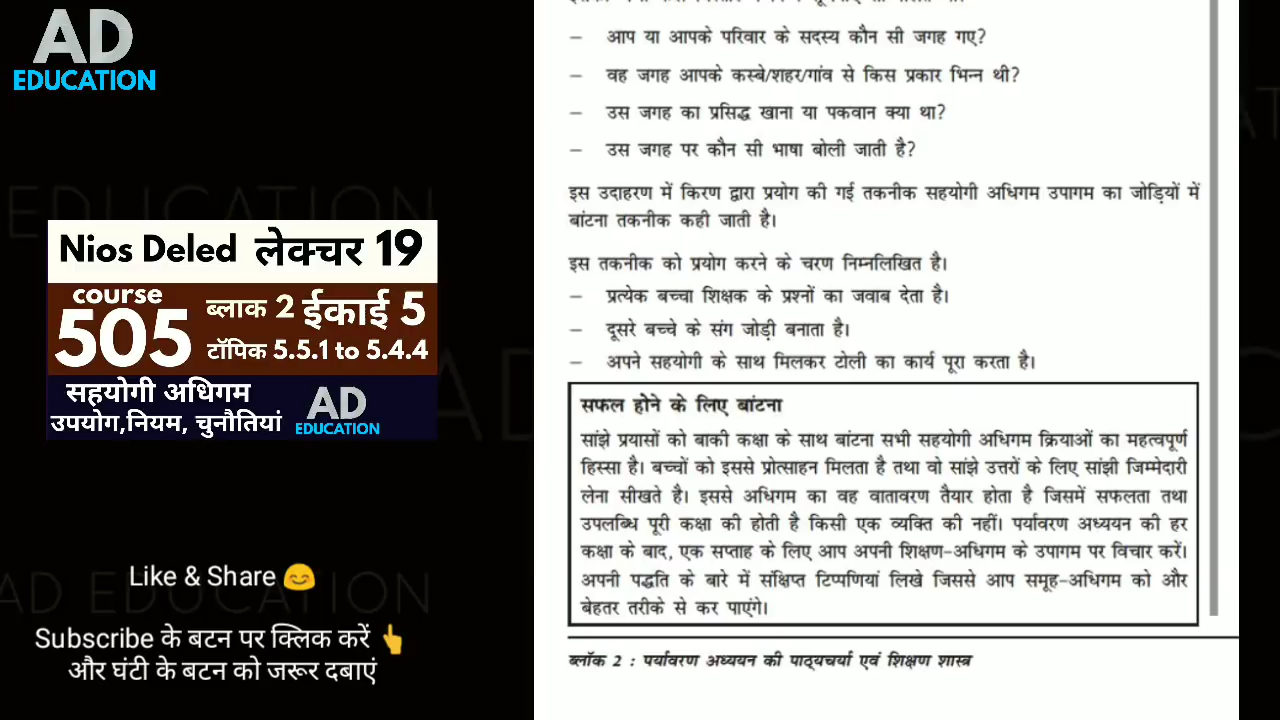 AD
EDUCATION
Nios Deled लेक्चर 19
course
505
ब्लाक 2 ईकाई 5
टॉपिक 5.5.1 to 5.4.4
सहयोगी अधिगम
उपयोग,नियम, चुनौतियां
AD
EDUCATION
Like & Share 😊
Subscribe के बटन पर क्लिक करें 👆
और घंटी के बटन को जरूर दबाएं
– आप या आपके परिवार के सदस्य कौन सी जगह गए?
– वह जगह आपके कस्बे/शहर/गांव से किस प्रकार भिन्न थी?
– उस जगह का प्रसिद्ध खाना या पकवान क्या था?
– उस जगह पर कौन सी भाषा बोली जाती है?
इस उदाहरण में किरण द्वारा प्रयोग की गई तकनीक सहयोगी अधिगम उपागम का जोड़ियों में
बांटना तकनीक कही जाती है।
इस तकनीक को प्रयोग करने के चरण निम्नलिखित है।
– प्रत्येक बच्चा शिक्षक के प्रश्नों का जवाब देता है।
– दूसरे बच्चे के संग जोड़ी बनाता है।
– अपने सहयोगी के साथ मिलकर टोली का कार्य पूरा करता है।
सफल होने के लिए बांटना
सांझे प्रयासों को बाकी कक्षा के साथ बांटना सभी सहयोगी अधिगम क्रियाओं का महत्वपूर्ण
हिस्सा है। बच्चों को इससे प्रोत्साहन मिलता है तथा वो सांझे उत्तरों के लिए सांझी जिम्मेदारी
लेना सीखते है। इससे अधिगम का वह वातावरण तैयार होता है जिसमें सफलता तथा
उपलब्धि पूरी कक्षा की होती है किसी एक व्यक्ति की नहीं। पर्यावरण अध्ययन की हर
कक्षा के बाद, एक सप्ताह के लिए आप अपनी शिक्षण-अधिगम के उपागम पर विचार करें।
अपनी पद्धति के बारे में संक्षिप्त टिप्पणियां लिखे जिससे आप समूह-अधिगम को और
बेहतर तरीके से कर पाएंगे।
ब्लॉक 2 : पर्यावरण अध्ययन की पाठ्यचर्या एवं शिक्षण शास्त्र